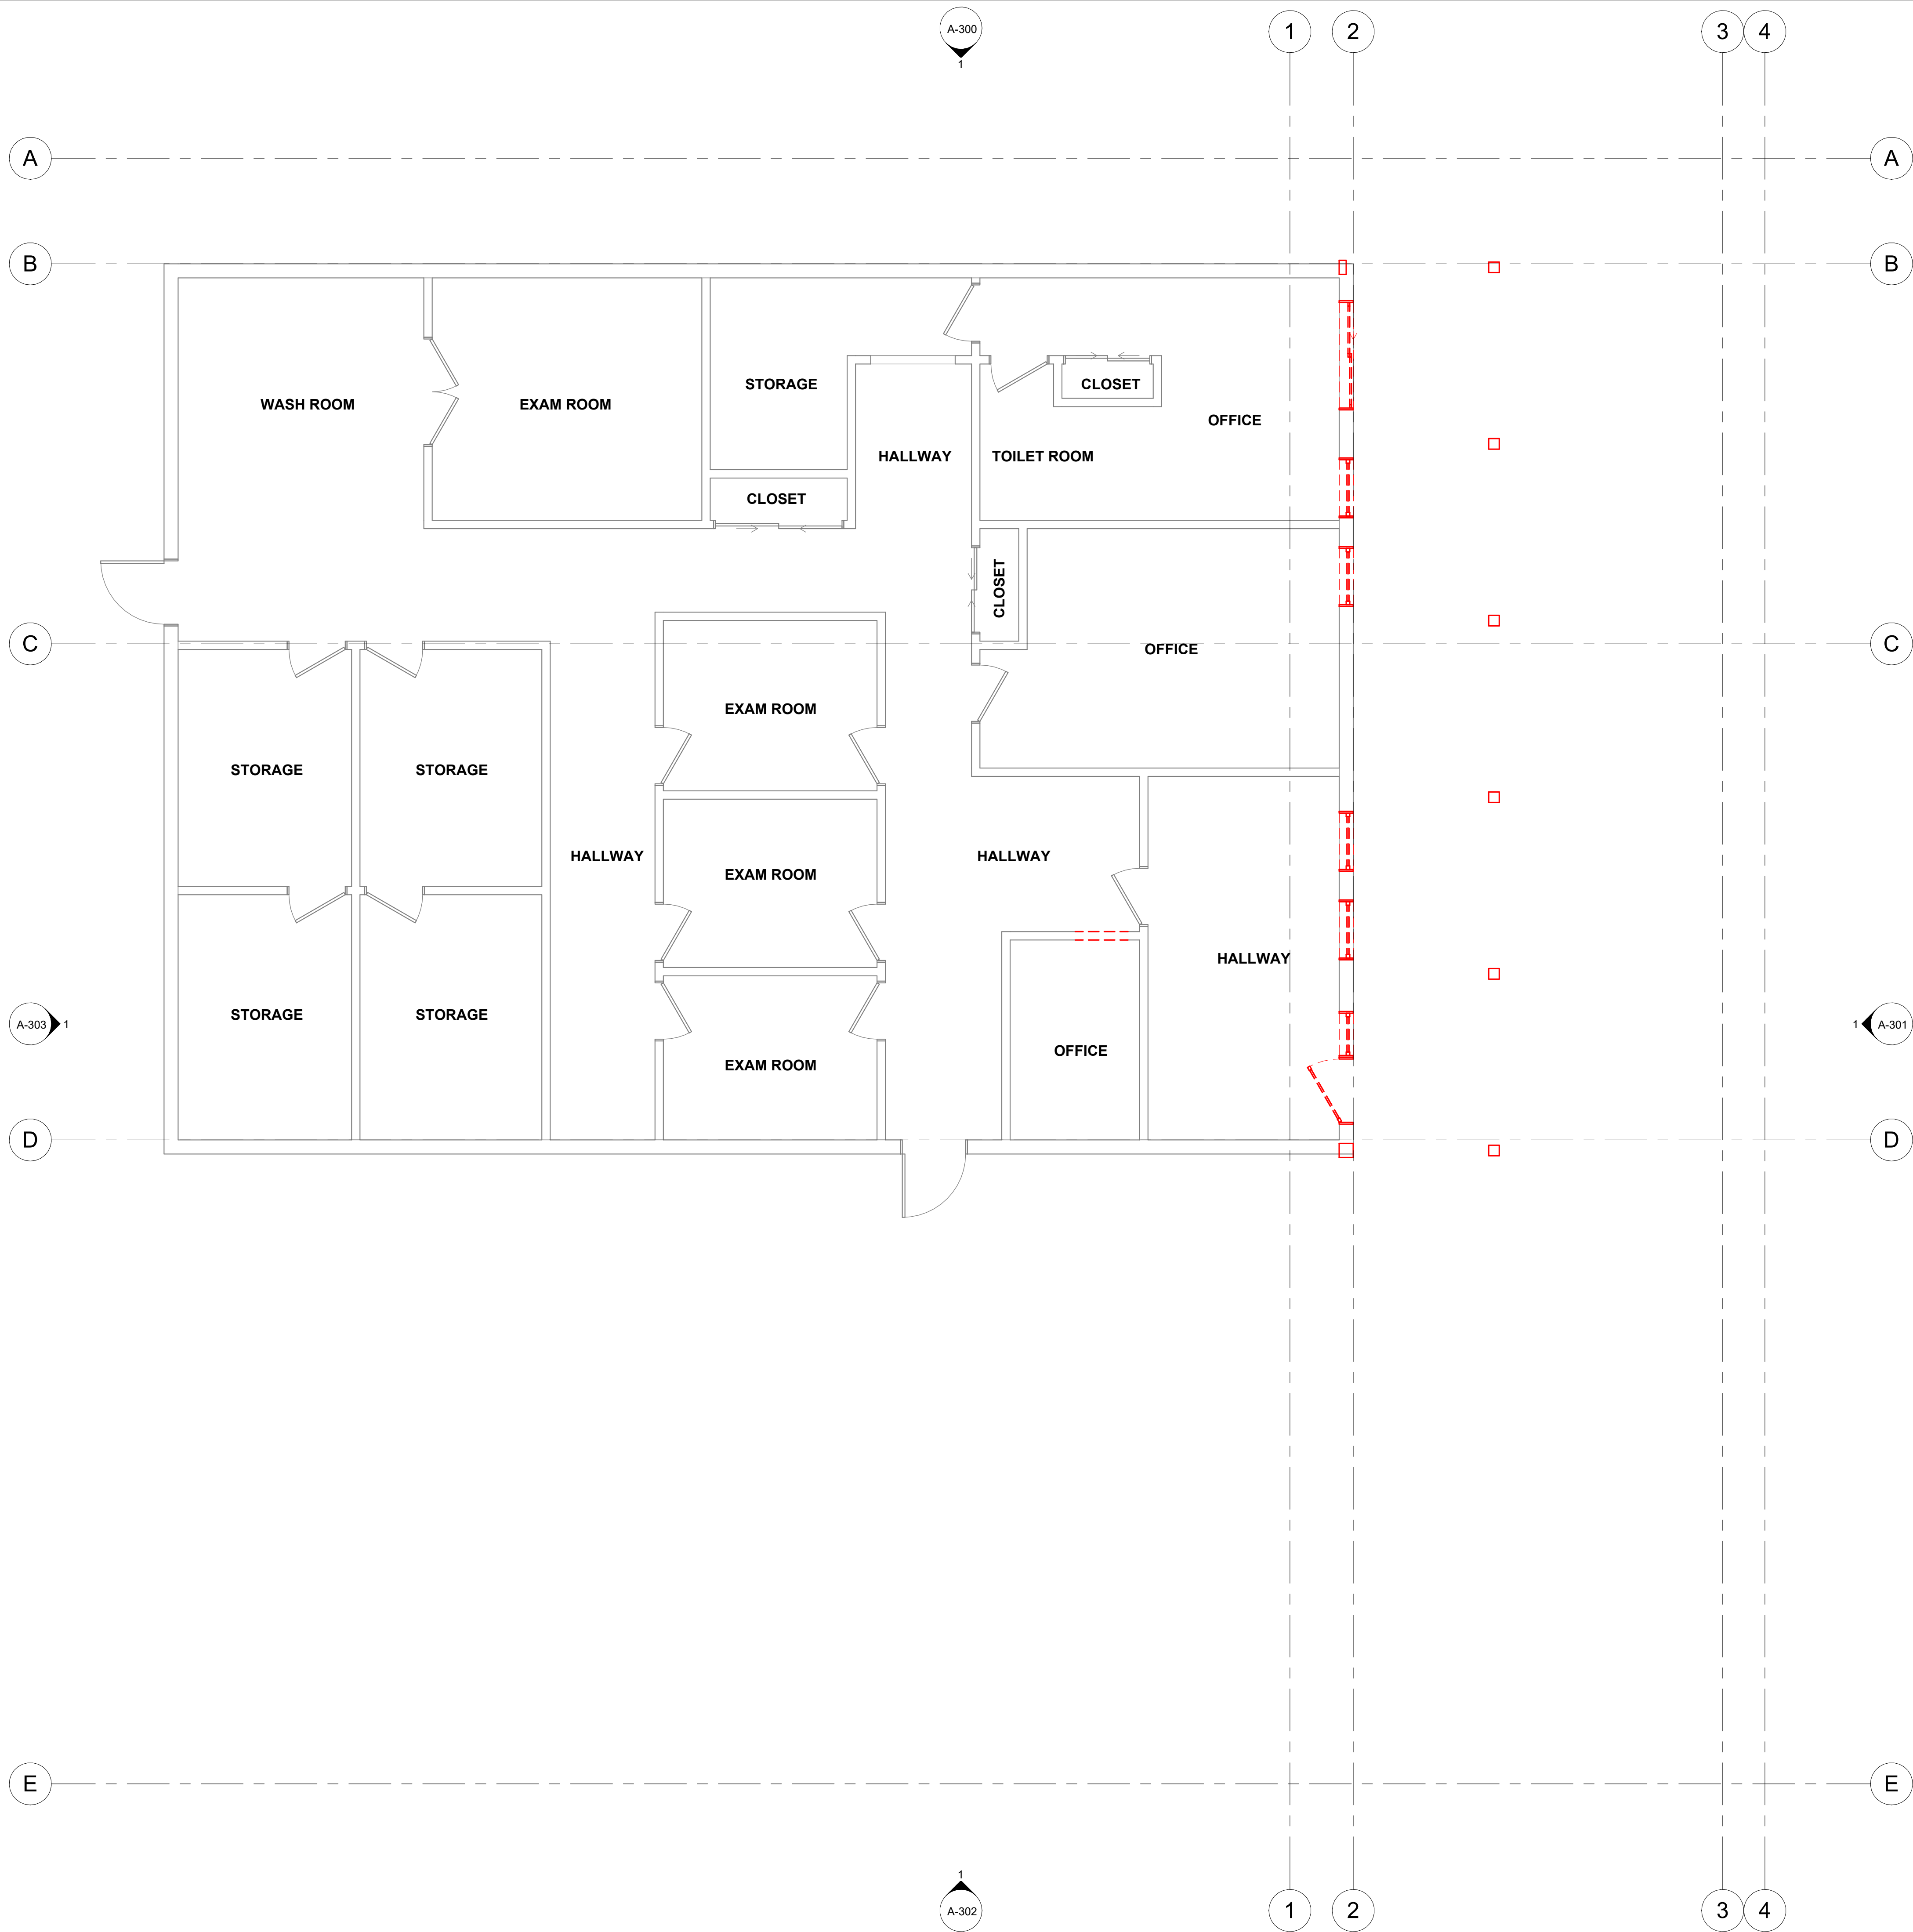 A-300
1
1
2
3
4
A
A
B
B
STORAGE
CLOSET
WASH ROOM
EXAM ROOM
OFFICE
HALLWAY
TOILET ROOM
CLOSET
CLOSET
C
C
OFFICE
EXAM ROOM
STORAGE
STORAGE
HALLWAY
HALLWAY
EXAM ROOM
HALLWAY
STORAGE
STORAGE
A-303
1
1
A-301
OFFICE
EXAM ROOM
D
D
E
E
1
A-302
1
2
3
4